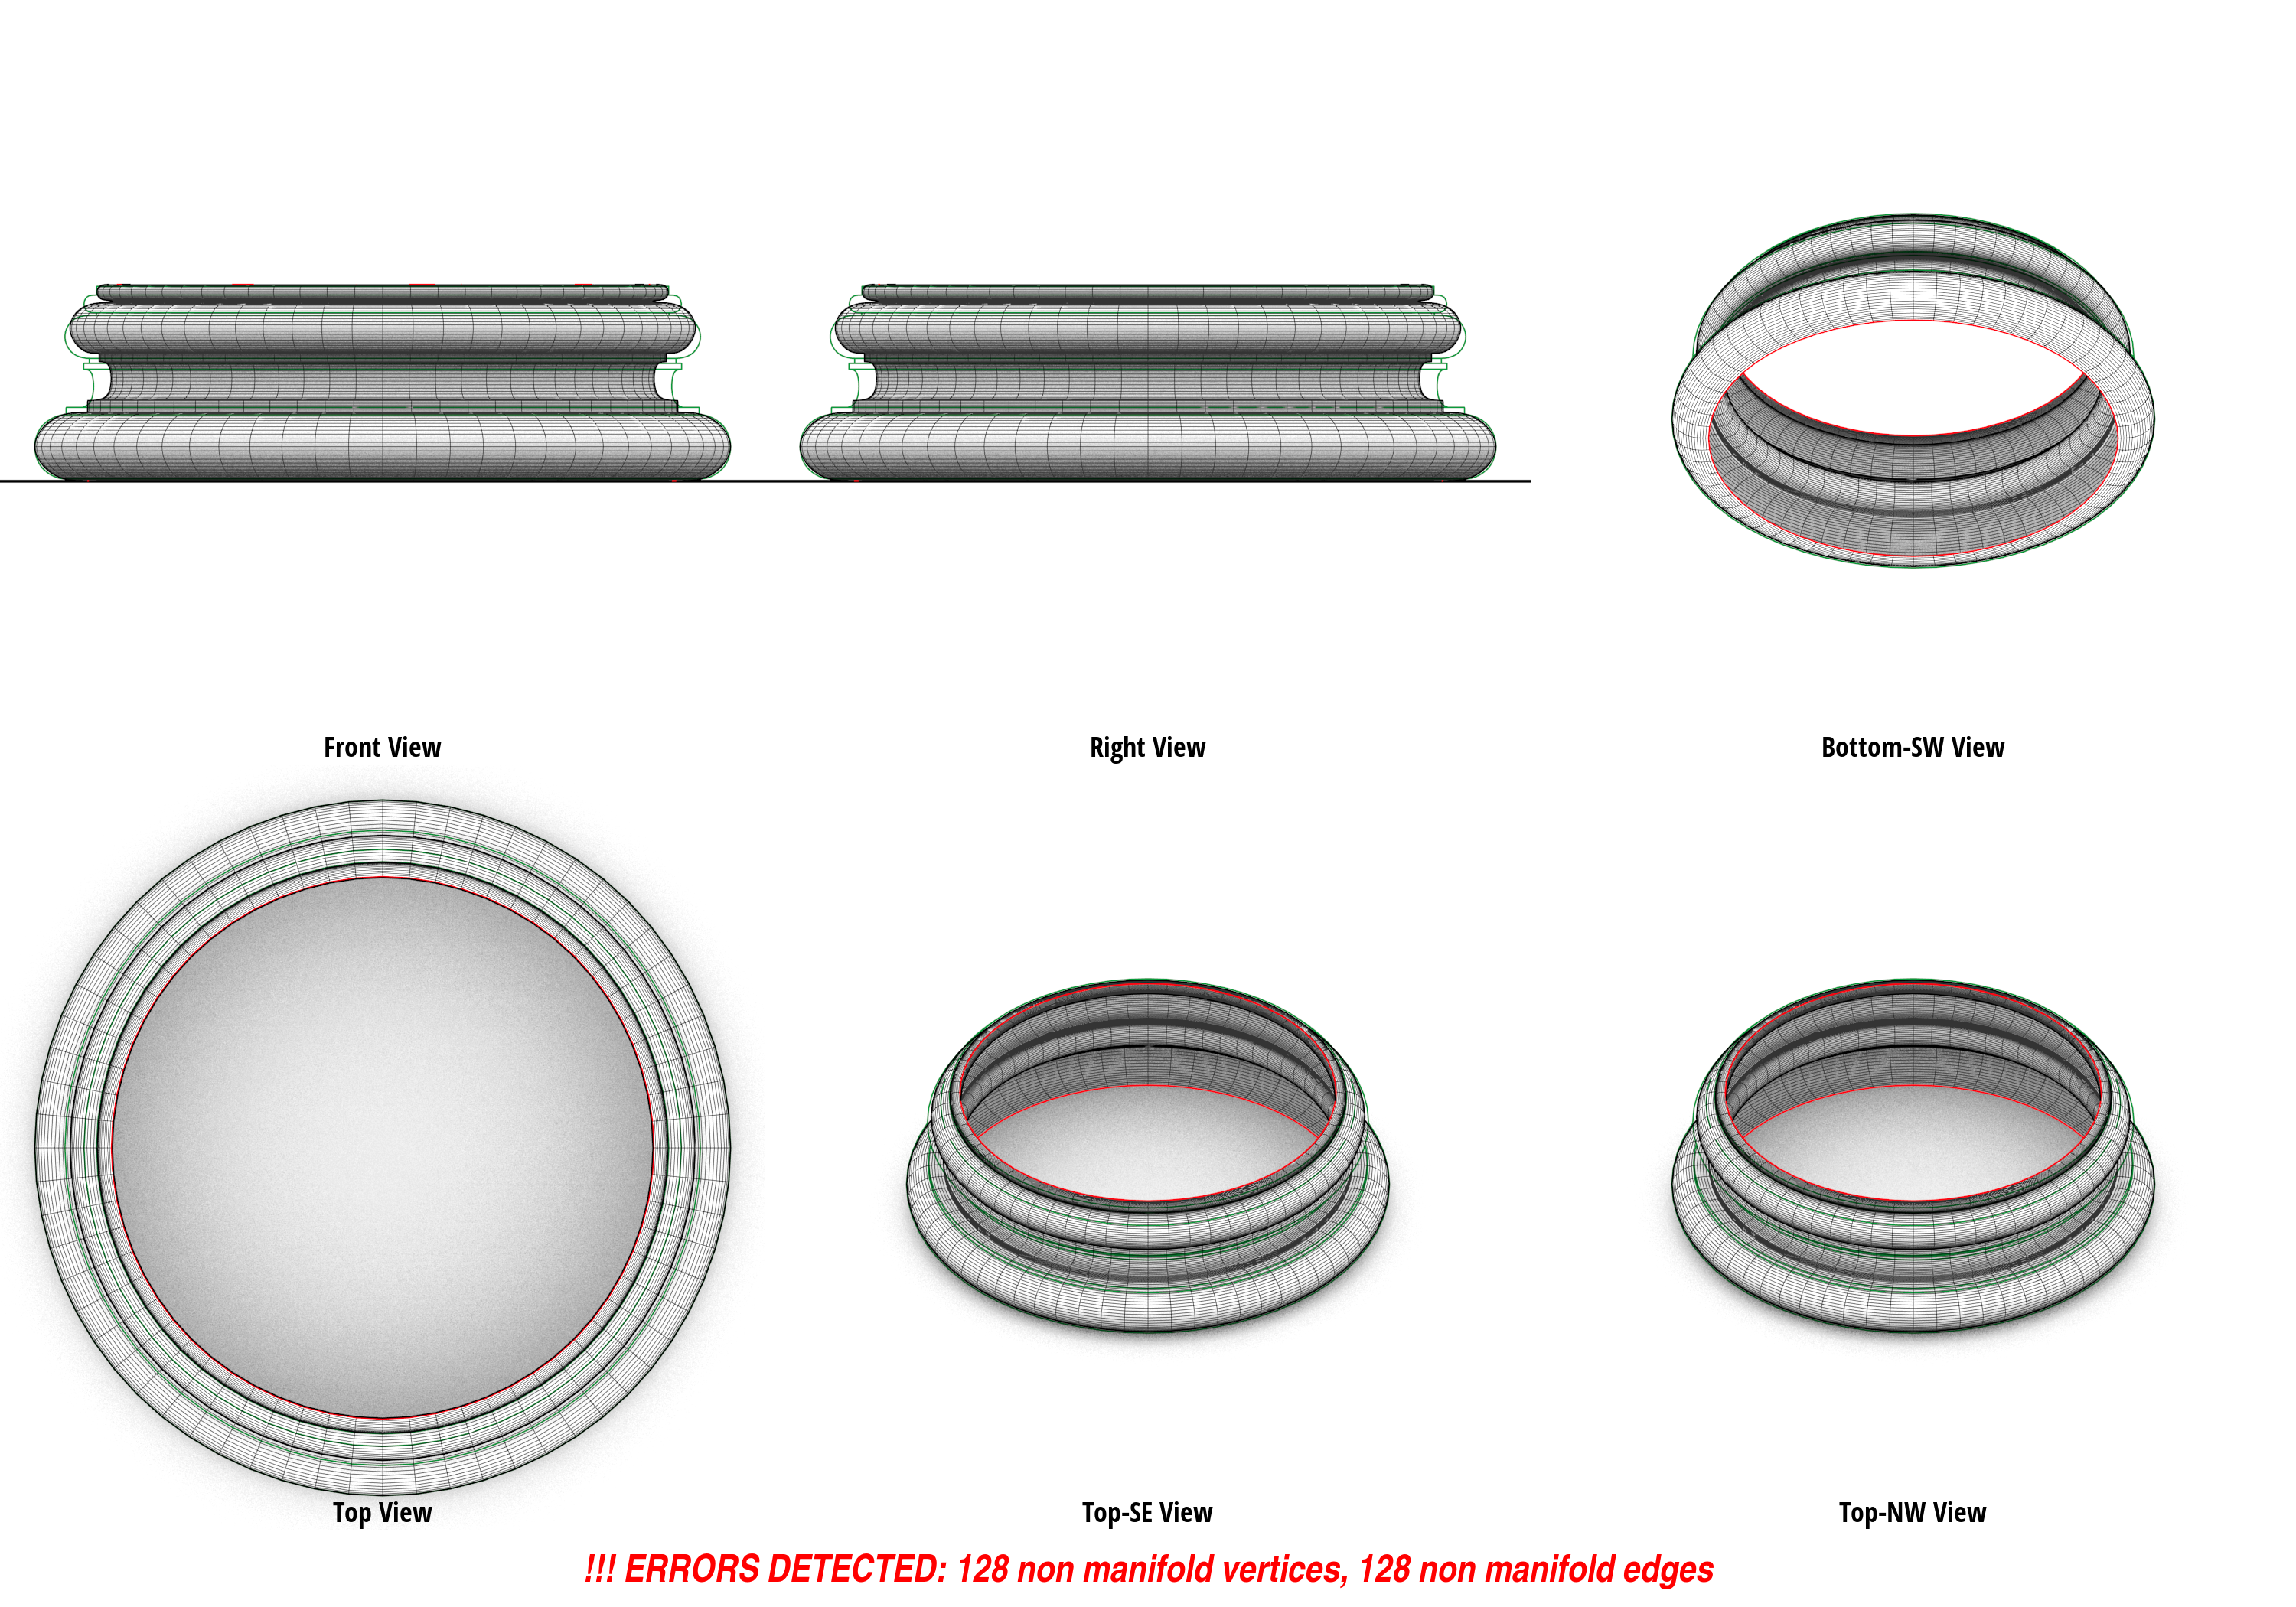 Front View
Right View
Bottom-SW View
Top View
Top-SE View
Top-NW View
!!! ERRORS DETECTED: 128 non manifold vertices, 128 non manifold edges